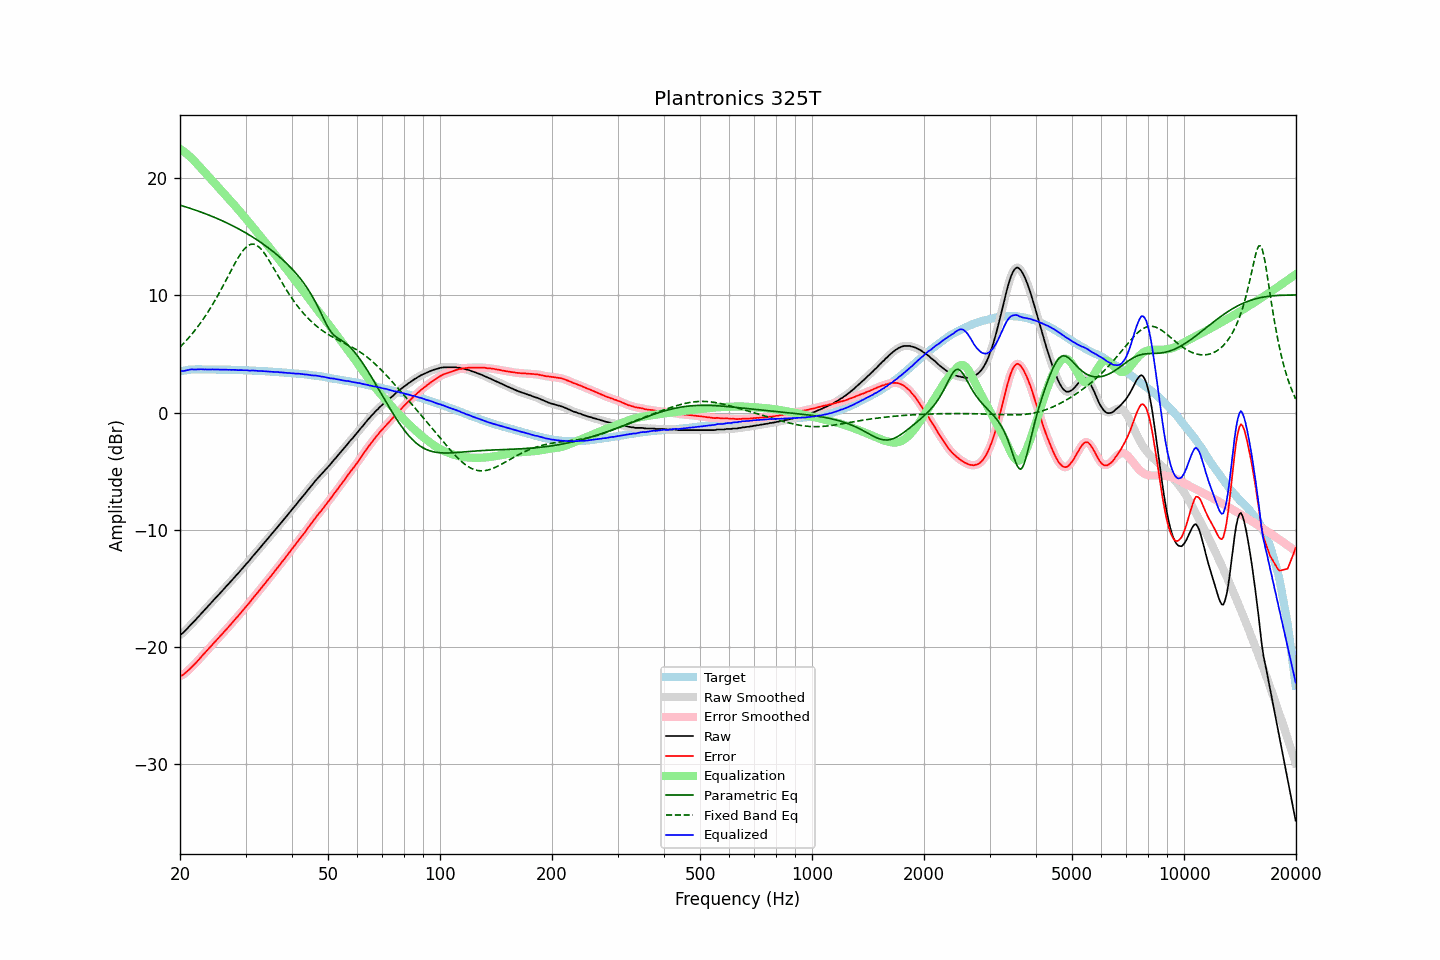 Plantronics 325T
Amplitude (dBr)
20
10
0
−10
−20
−30
Target
Raw Smoothed
Error Smoothed
Raw
Error
Equalization
Parametric Eq
Fixed Band Eq
Equalized
20 50 100 200 500 1000 2000 5000 10000 20000
Frequency (Hz)